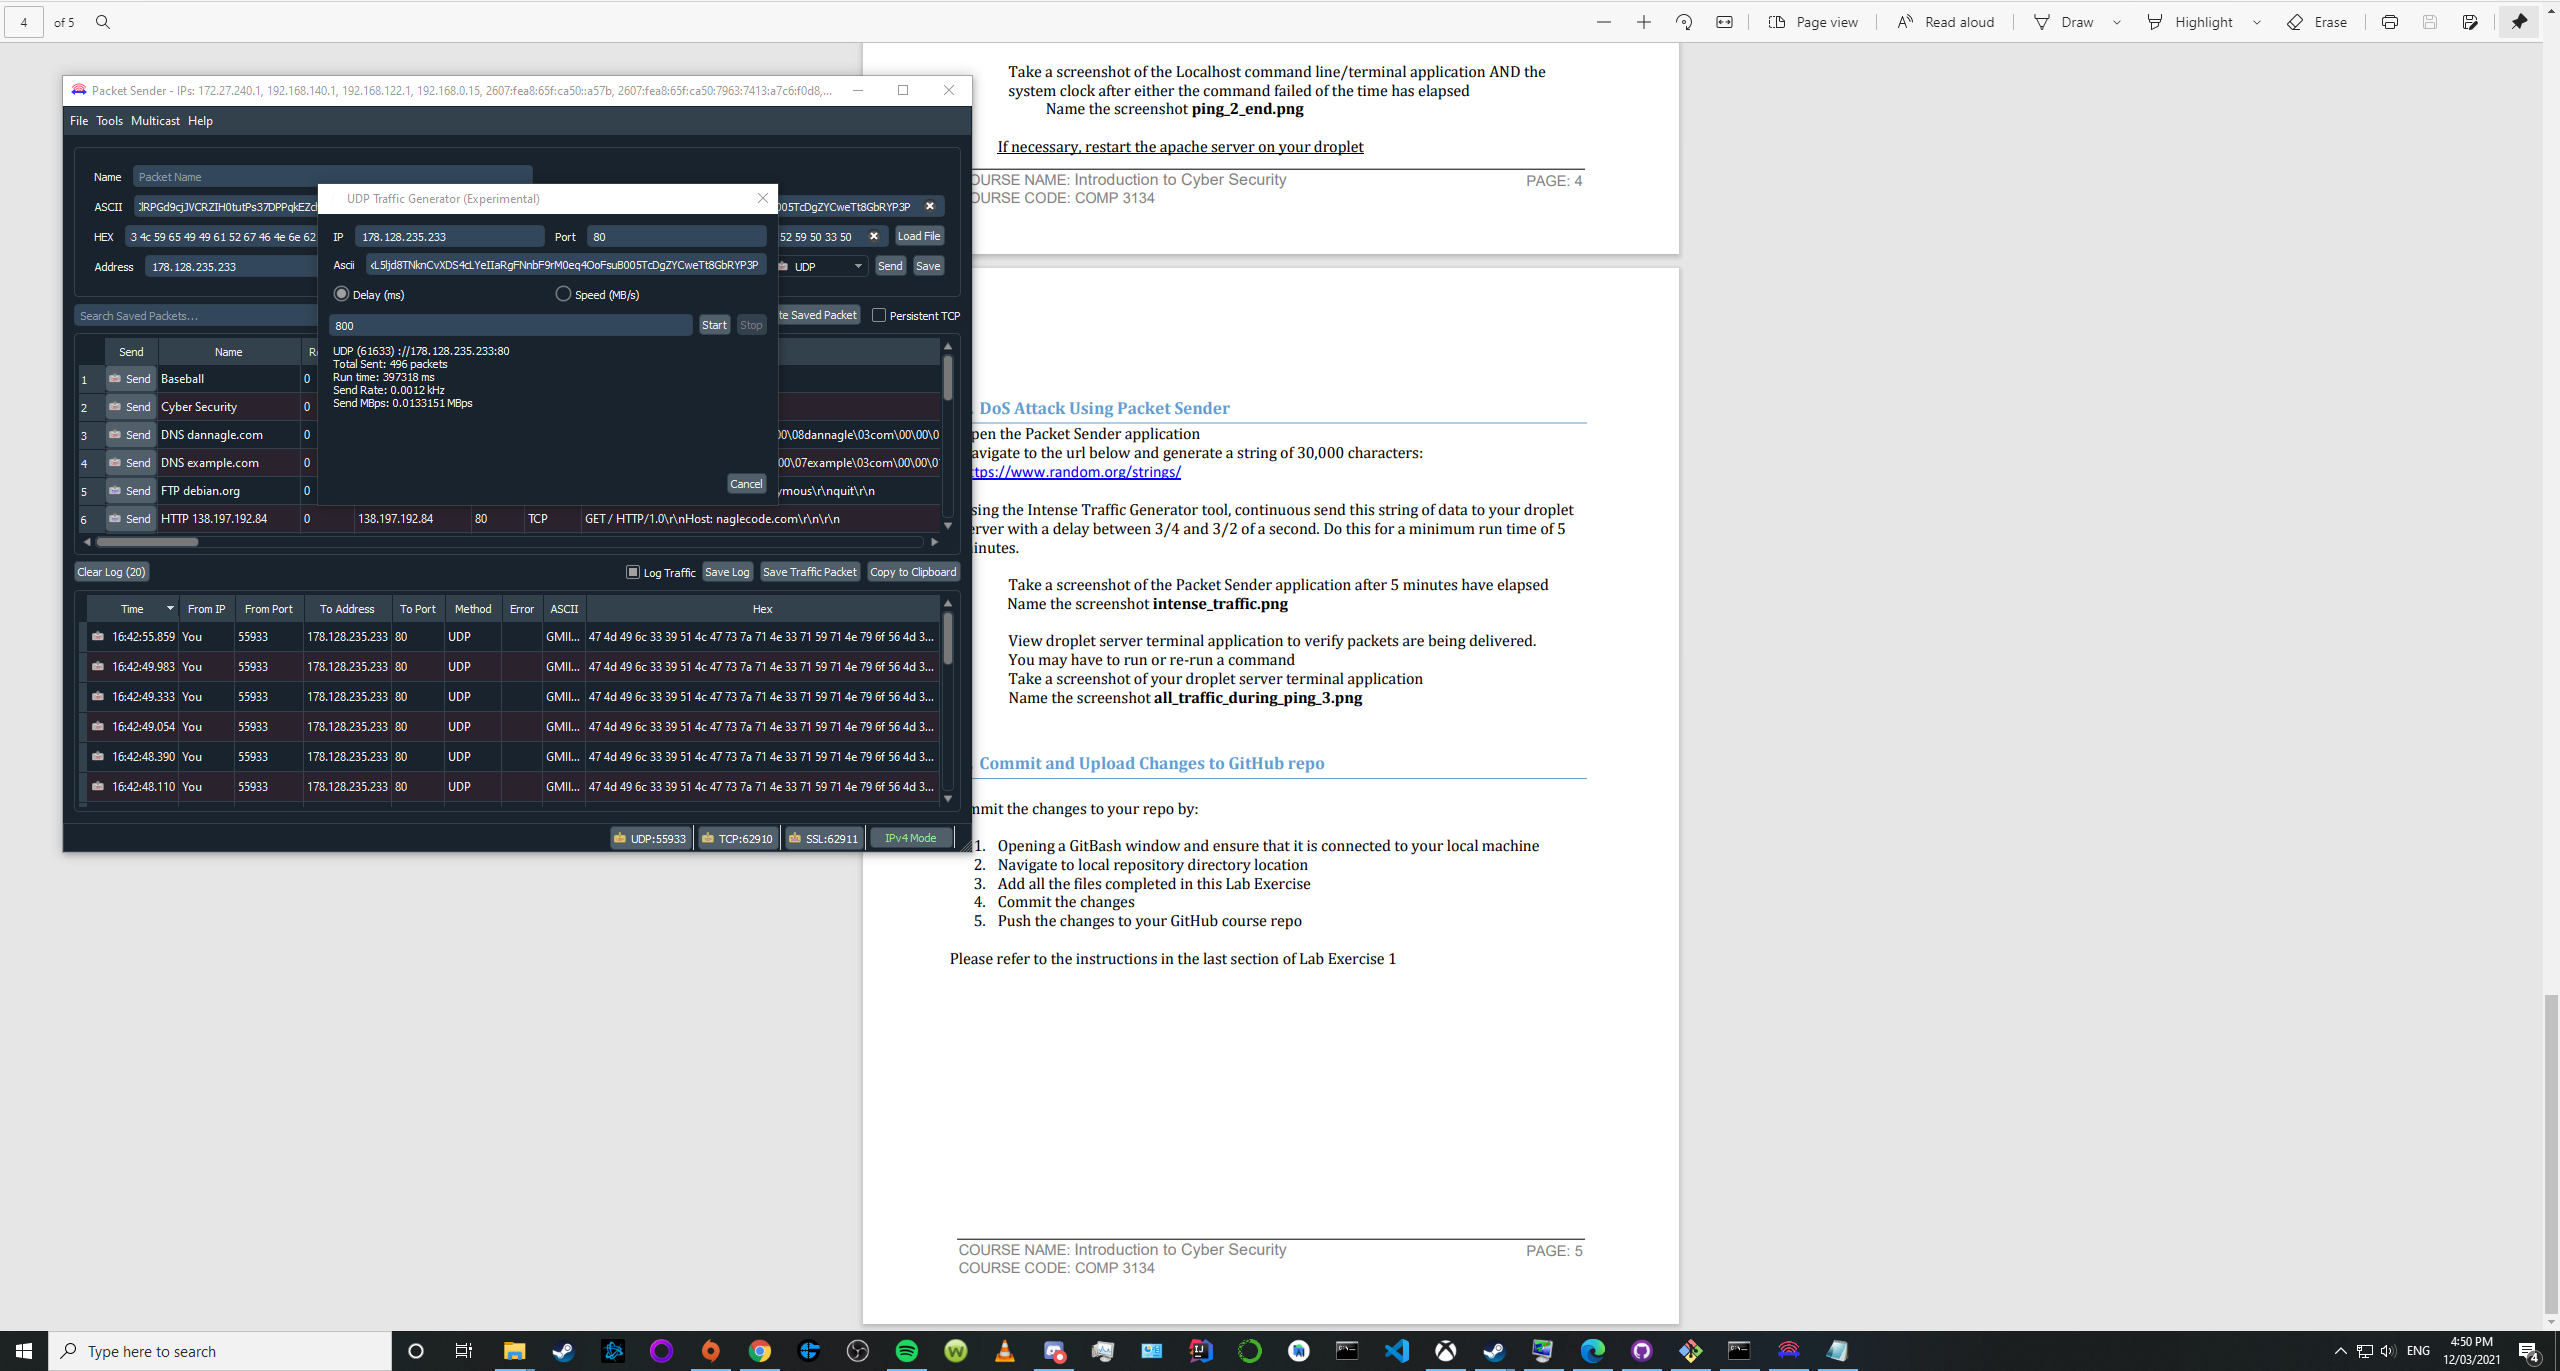 4 of 5
Page view
Read aloud
Draw
Highlight
Erase
Packet Sender - IPs: 172.27.240.1, 192.168.140.1, 192.168.122.1, 192.168.0.15, 2607:fea8:65f:ca50::a57b, 2607:fea8:65f:ca50:7963:7413:a7c6:f0d8,...
File Tools Multicast Help
Name Packet Name
ASCII
005TcDgZYCweTt8GbRYP3P
HEX 3 4c 59 65 49 49 61 52 67 46 4e 6e 62
52 59 50 33 50 Load File
Address 178.128.235.233
UDP Send Save
Search Saved Packets...
te Saved Packet Persistent TCP
Send Name
1 Send Baseball 0
2 Send Cyber Security 0
3 Send DNS dannagle.com 0
00\08dannagle\03com\00\00\0
4 Send DNS example.com 0
00\07example\03com\00\00\0
5 Send FTP debian.org 0
ymous\r\nquit\r\n
6 Send HTTP 138.197.192.84 0 138.197.192.84 80 TCP GET / HTTP/1.0\r\nHost: naglecode.com\r\n\r\n
UDP Traffic Generator (Experimental)
IP 178.128.235.233 Port 80
Ascii
Delay (ms) Speed (MB/s)
800 Start Stop
UDP (61633) ://178.128.235.233:80
Total Sent: 496 packets
Run time: 397318 ms
Send Rate: 0.0012 kHz
Send MBps: 0.0133151 MBps
Cancel
Clear Log (20) Log Traffic Save Log Save Traffic Packet Copy to Clipboard
Time From IP From Port To Address To Port Method Error ASCII Hex
16:42:55.859 You 55933 178.128.235.233 80 UDP GMIl... 47 4d 49 6c 33 39 51 4c 47 73 7a 71 4e 33 71 59 71 4e 79 6f 56 4d 3...
16:42:49.983 You 55933 178.128.235.233 80 UDP GMIl... 47 4d 49 6c 33 39 51 4c 47 73 7a 71 4e 33 71 59 71 4e 79 6f 56 4d 3...
16:42:49.333 You 55933 178.128.235.233 80 UDP GMIl... 47 4d 49 6c 33 39 51 4c 47 73 7a 71 4e 33 71 59 71 4e 79 6f 56 4d 3...
16:42:49.054 You 55933 178.128.235.233 80 UDP GMIl... 47 4d 49 6c 33 39 51 4c 47 73 7a 71 4e 33 71 59 71 4e 79 6f 56 4d 3...
16:42:48.390 You 55933 178.128.235.233 80 UDP GMIl... 47 4d 49 6c 33 39 51 4c 47 73 7a 71 4e 33 71 59 71 4e 79 6f 56 4d 3...
16:42:48.110 You 55933 178.128.235.233 80 UDP GMIl... 47 4d 49 6c 33 39 51 4c 47 73 7a 71 4e 33 71 59 71 4e 79 6f 56 4d 3...
UDP:55933 TCP:62910 SSL:62911 IPv4 Mode
Take a screenshot of the Localhost command line/terminal application AND the
system clock after either the command failed of the time has elapsed
Name the screenshot ping_2_end.png
If necessary, restart the apache server on your droplet
OURSE NAME: Introduction to Cyber Security PAGE: 4
OURSE CODE: COMP 3134
. DoS Attack Using Packet Sender
pen the Packet Sender application
avigate to the url below and generate a string of 30,000 characters:
tps://www.random.org/strings/
sing the Intense Traffic Generator tool, continuous send this string of data to your droplet
erver with a delay between 3/4 and 3/2 of a second. Do this for a minimum run time of 5
inutes.
Take a screenshot of the Packet Sender application after 5 minutes have elapsed
Name the screenshot intense_traffic.png
View droplet server terminal application to verify packets are being delivered.
You may have to run or re-run a command
Take a screenshot of your droplet server terminal application
Name the screenshot all_traffic_during_ping_3.png
. Commit and Upload Changes to GitHub repo
mmit the changes to your repo by:
1. Opening a GitBash window and ensure that it is connected to your local machine
2. Navigate to local repository directory location
3. Add all the files completed in this Lab Exercise
4. Commit the changes
5. Push the changes to your GitHub course repo
Please refer to the instructions in the last section of Lab Exercise 1
COURSE NAME: Introduction to Cyber Security PAGE: 5
COURSE CODE: COMP 3134
Type here to search
ENG
4:50 PM
12/03/2021
4